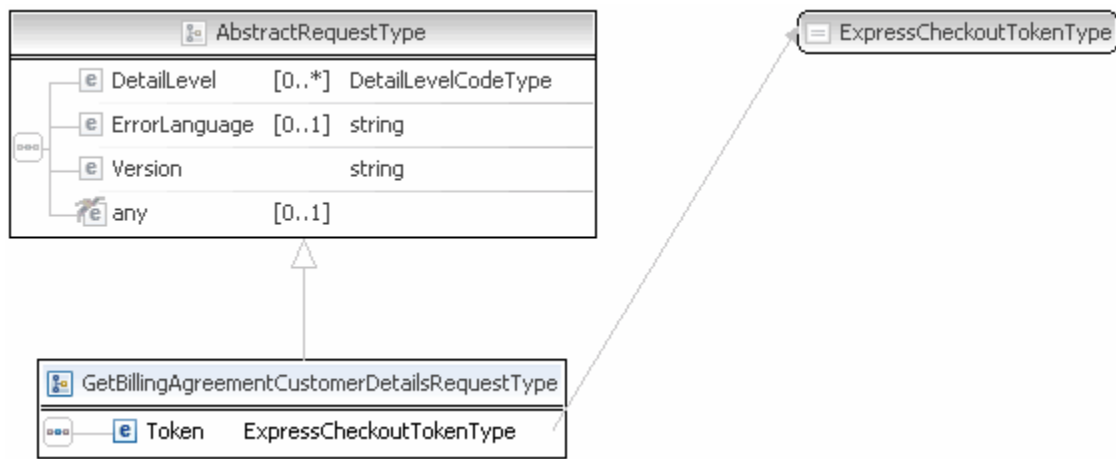 AbstractRequestType
ExpressCheckoutTokenType
e DetailLevel [0..*] DetailLevelCodeType
e ErrorLanguage [0..1] string
e Version string
e any [0..1]
GetBillingAgreementCustomerDetailsRequestType
e Token ExpressCheckoutTokenType